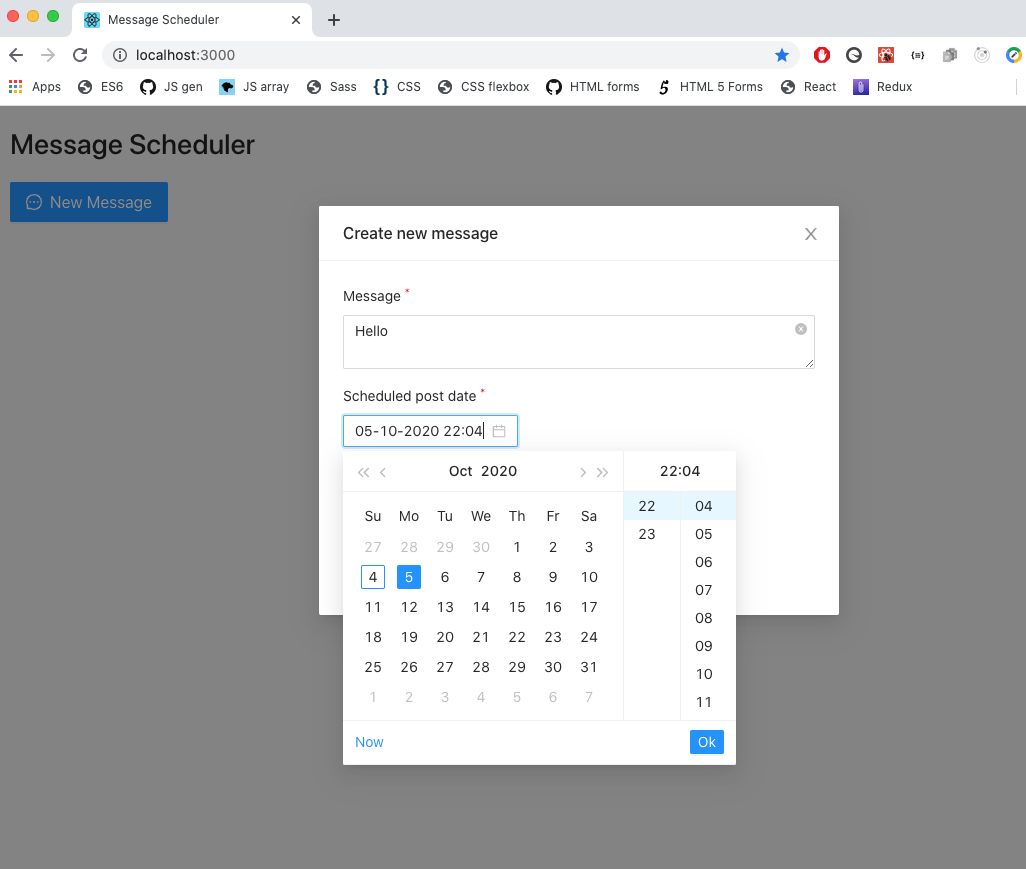 Message Scheduler
localhost:3000
Apps ES6 JS gen JS array Sass CSS CSS flexbox HTML forms 5 HTML 5 Forms React Redux
Message Scheduler
New Message
Create new message
Message *
Hello
Scheduled post date *
05-10-2020 22:04
Oct 2020 22:04
Su Mo Tu We Th Fr Sa 22 04
27 28 29 30 1 2 3 23 05
06
4 5 6 7 8 9 10 07
11 12 13 14 15 16 17 08
18 19 20 21 22 23 24 09
25 26 27 28 29 30 31 10
1 2 3 4 5 6 7 11
Now Ok